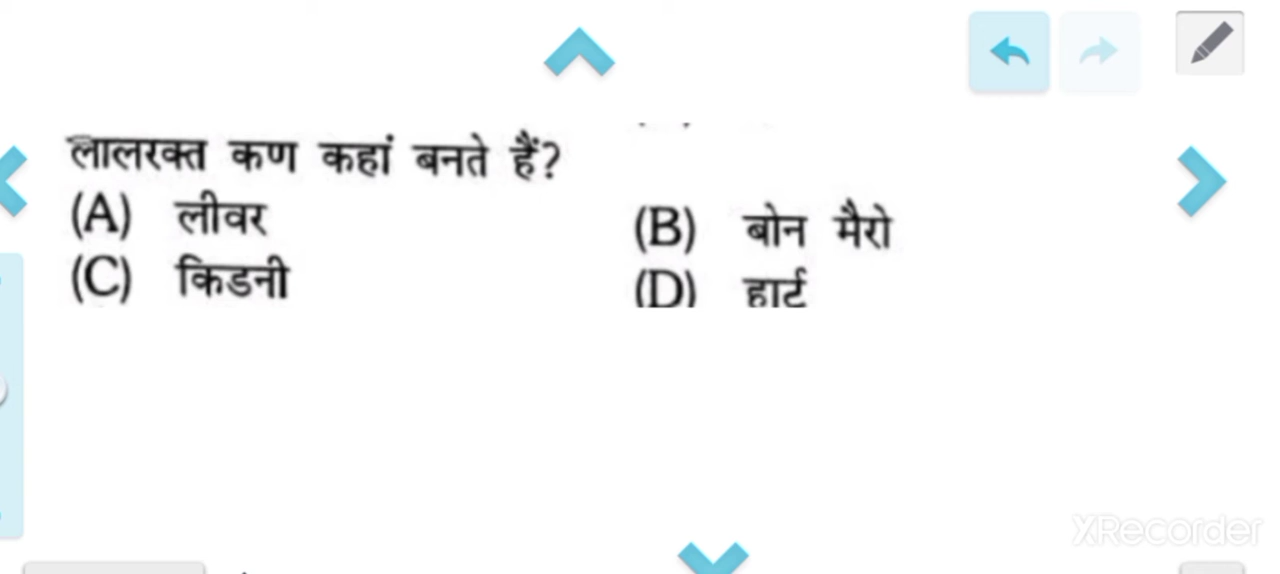 लालरक्त कण कहां बनते हैं?
(A) लीवर (B) बोन मैरो
(C) किडनी (D) हार्ट
XRecorder